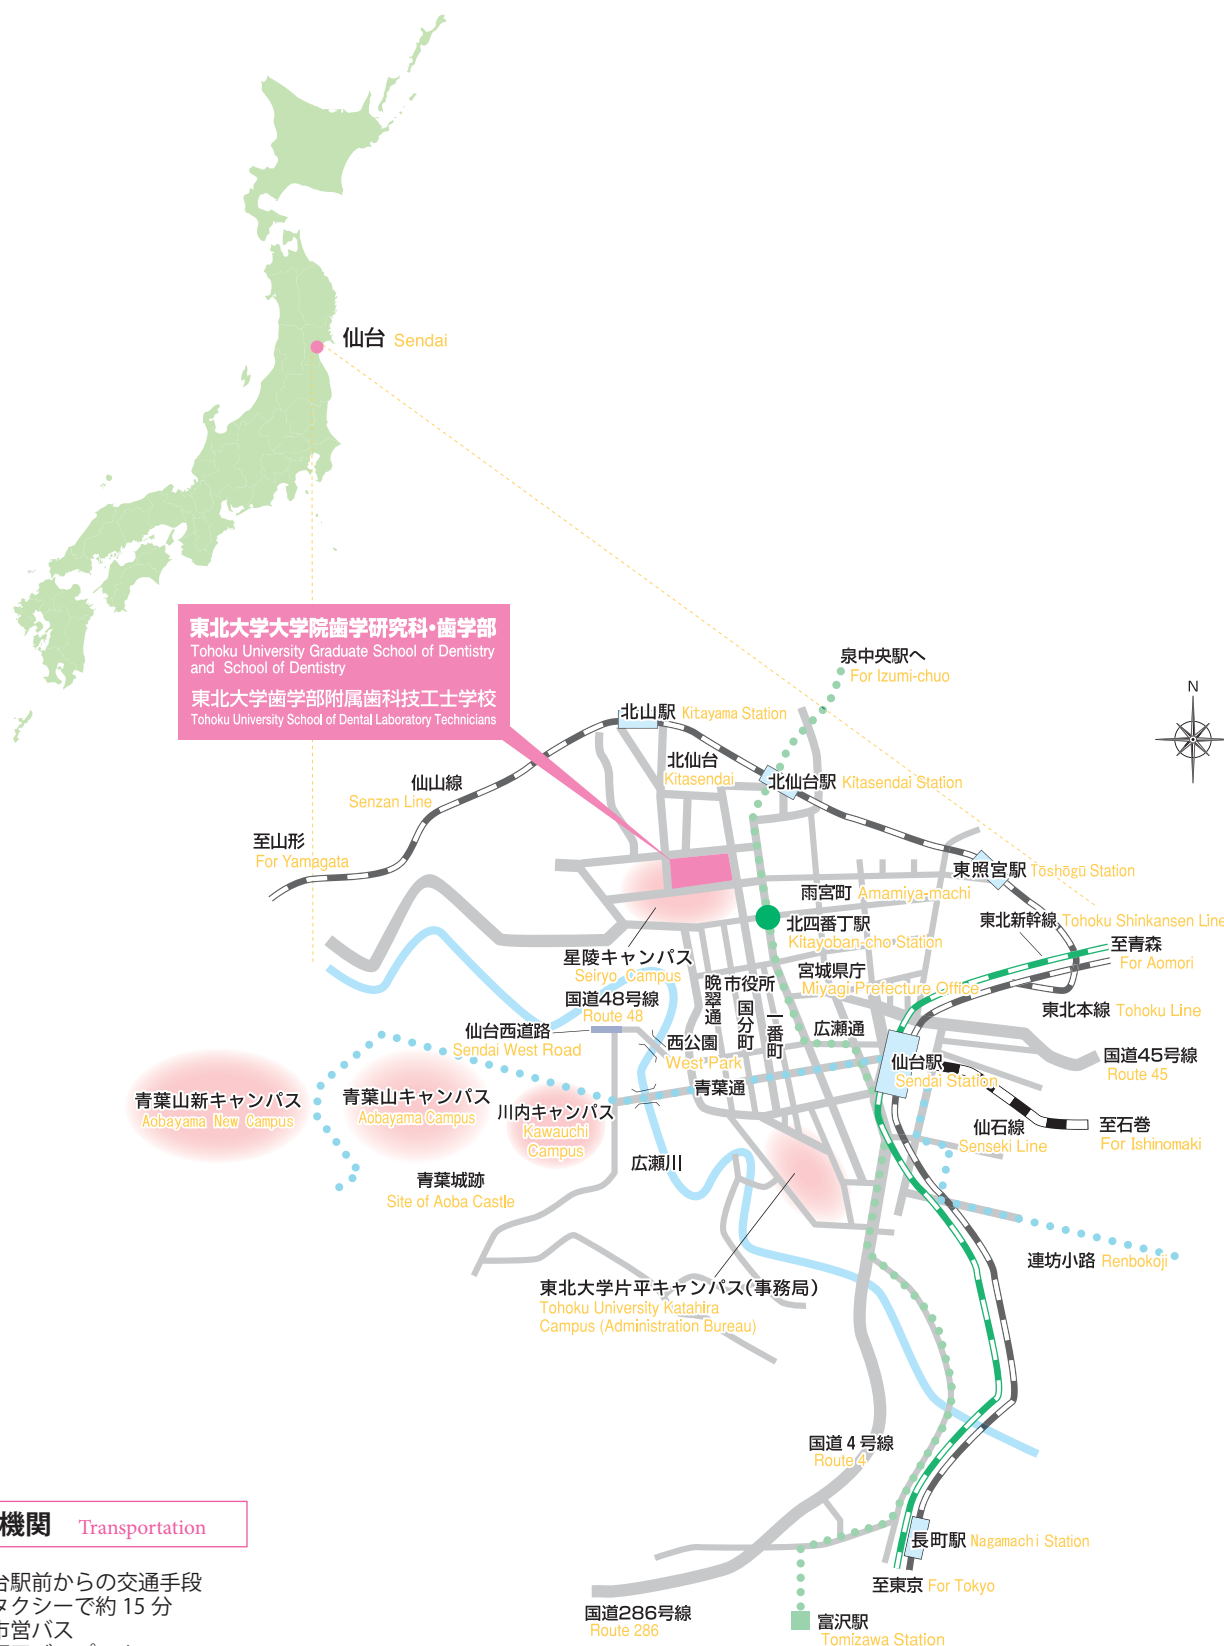 仙台 Sendai
東北大学大学院歯学研究科・歯学部
Tohoku University Graduate School of Dentistry
and School of Dentistry
東北大学歯学部附属歯科技工士学校
Tohoku University School of Dental Laboratory Technicians
泉中央駅へ
For Izumi-chuo
N
北山駅 Kitayama Station
北仙台
Kitasendai
北仙台駅 Kitasendai Station
仙山線
Senzan Line
至山形
For Yamagata
東照宮駅 Tōshōgū Station
雨宮町 Amamiya-machi
東北新幹線 Tohoku Shinkansen Line
北四番丁駅
Kitayoban-cho Station
至青森
For Aomori
星陵キャンパス
Seiryo Campus
宮城県庁
Miyagi Prefecture Office
晩翠通
市役所
国分町
一番町
東北本線 Tohoku Line
国道48号線
Route 48
仙台西道路
Sendai West Road
西公園
West Park
広瀬通
仙台駅
Sendai Station
国道45号線
Route 45
青葉通
青葉山新キャンパス
Aobayama New Campus
青葉山キャンパス
Aobayama Campus
川内キャンパス
Kawauchi
Campus
仙石線
Senseki Line
至石巻
For Ishinomaki
広瀬川
青葉城跡
Site of Aoba Castle
連坊小路 Renbokoji
東北大学片平キャンパス(事務局)
Tohoku University Katahira
Campus (Administration Bureau)
国道4号線
Route 4
長町駅 Nagamachi Station
至東京 For Tokyo
国道286号線
Route 286
富沢駅
Tomizawa Station
機関 Transportation
台駅前からの交通手段
タクシーで約 15 分
市営バス